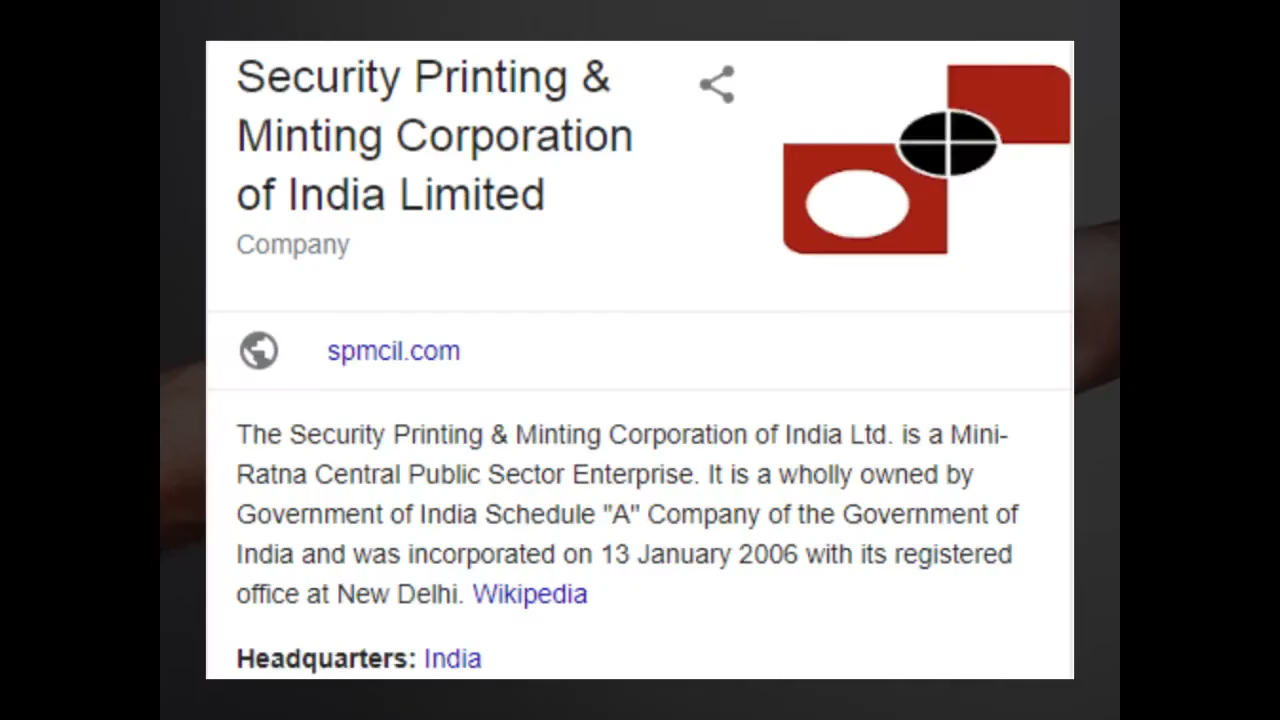 Security Printing &
Minting Corporation
of India Limited
Company
spmcil.com
The Security Printing & Minting Corporation of India Ltd. is a Mini-
Ratna Central Public Sector Enterprise. It is a wholly owned by
Government of India Schedule "A" Company of the Government of
India and was incorporated on 13 January 2006 with its registered
office at New Delhi. Wikipedia
Headquarters: India